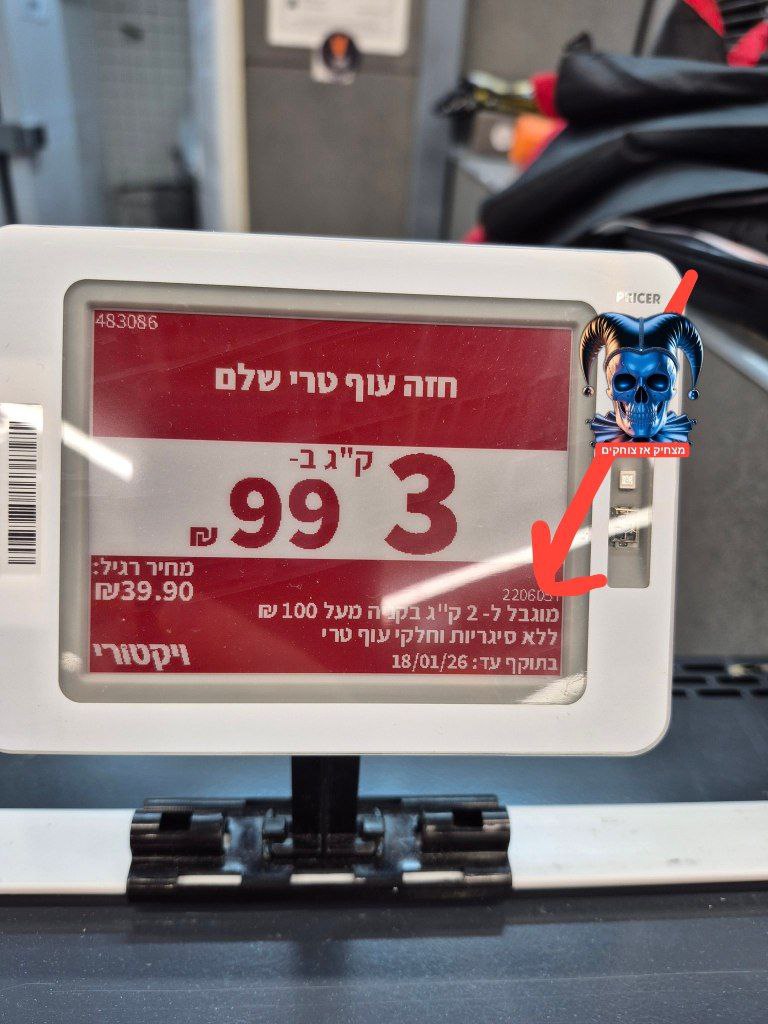 PRICER
483086
חזה עוף טרי שלם
3 ק"ג ב-
99 ₪
מחיר רגיל:
₪39.90
מוגבל ל- 2 ק"ג בקניה מעל 100 ₪
ללא סיגריות וחלקי עוף טרי
בתוקף עד: 18/01/26
ויקטורי
מצחיק אז צוחקים